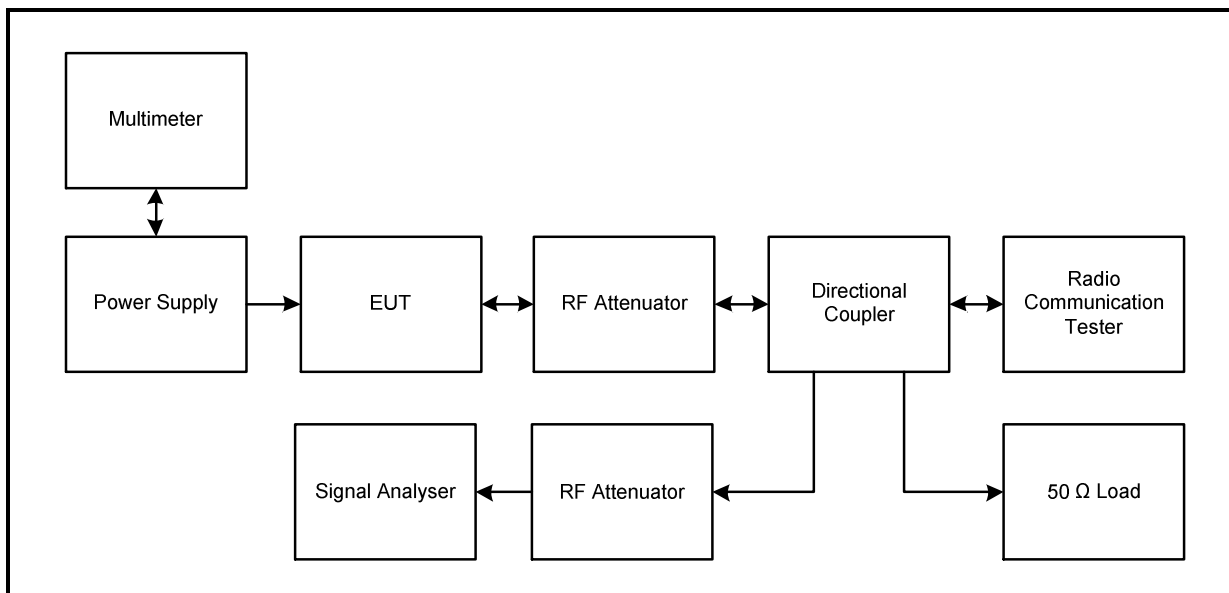 Multimeter
Power Supply
EUT
RF Attenuator
Directional
Coupler
Radio
Communication
Tester
Signal Analyser
RF Attenuator
50 Ω Load